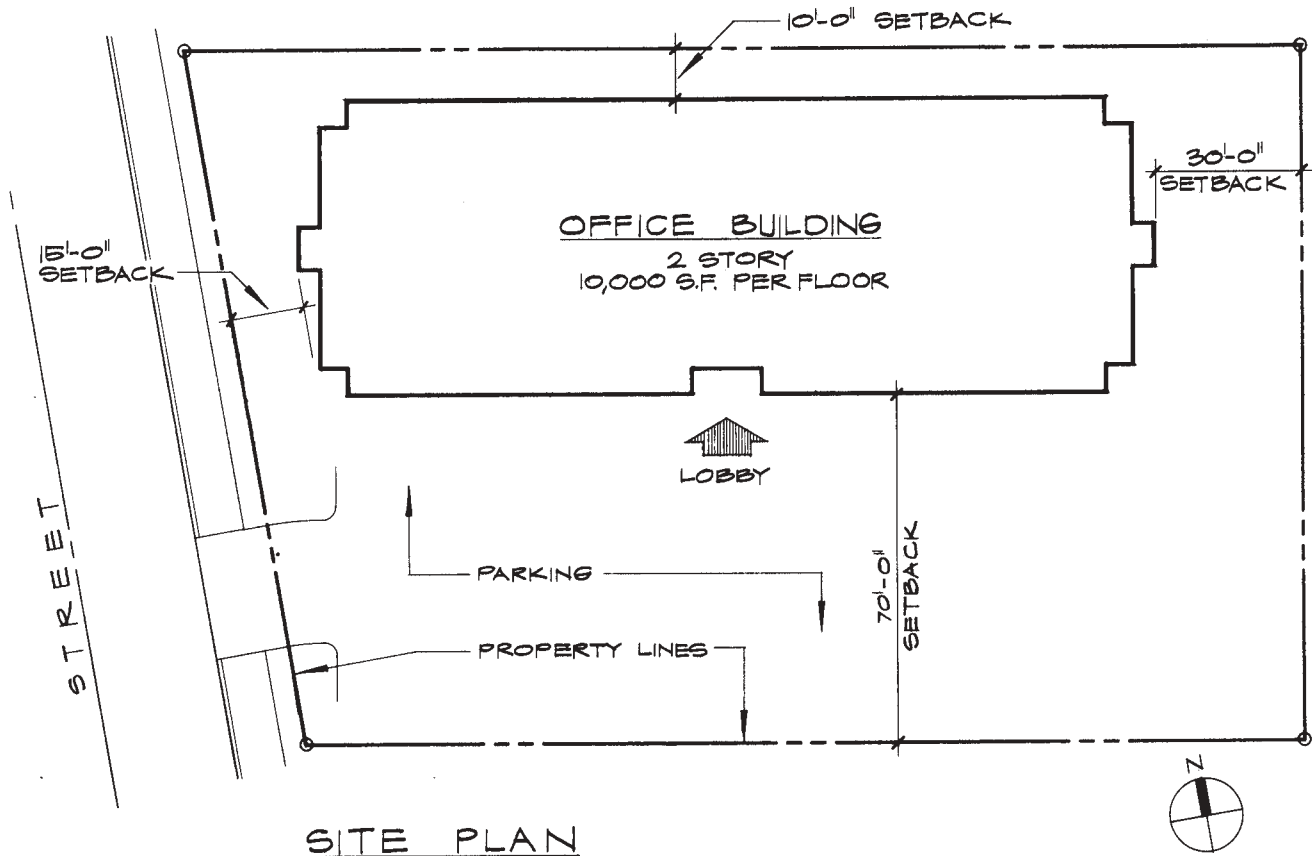 10'-0" SETBACK
30'-0"
SETBACK
OFFICE BUILDING
2 STORY
10,000 S.F. PER FLOOR
15'-0"
SETBACK
LOBBY
STREET
PARKING
70'-0"
SETBACK
PROPERTY LINES
N
SITE PLAN